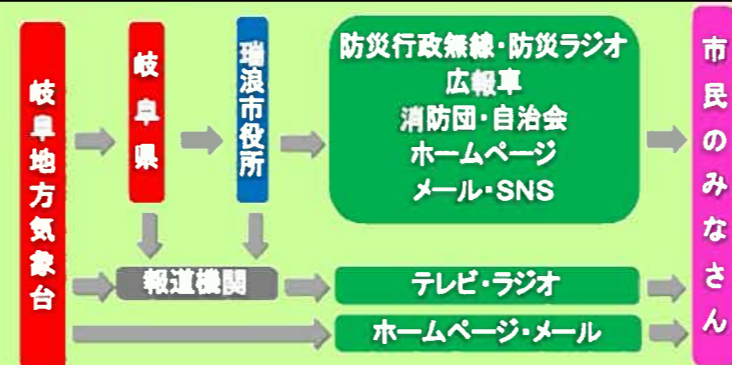 岐阜地方気象台
岐阜県
瑞浪市役所
防災行政無線・防災ラジオ
広報車
消防団・自治会
ホームページ
メール・SNS
市民のみなさん
報道機関
テレビ・ラジオ
ホームページ・メール